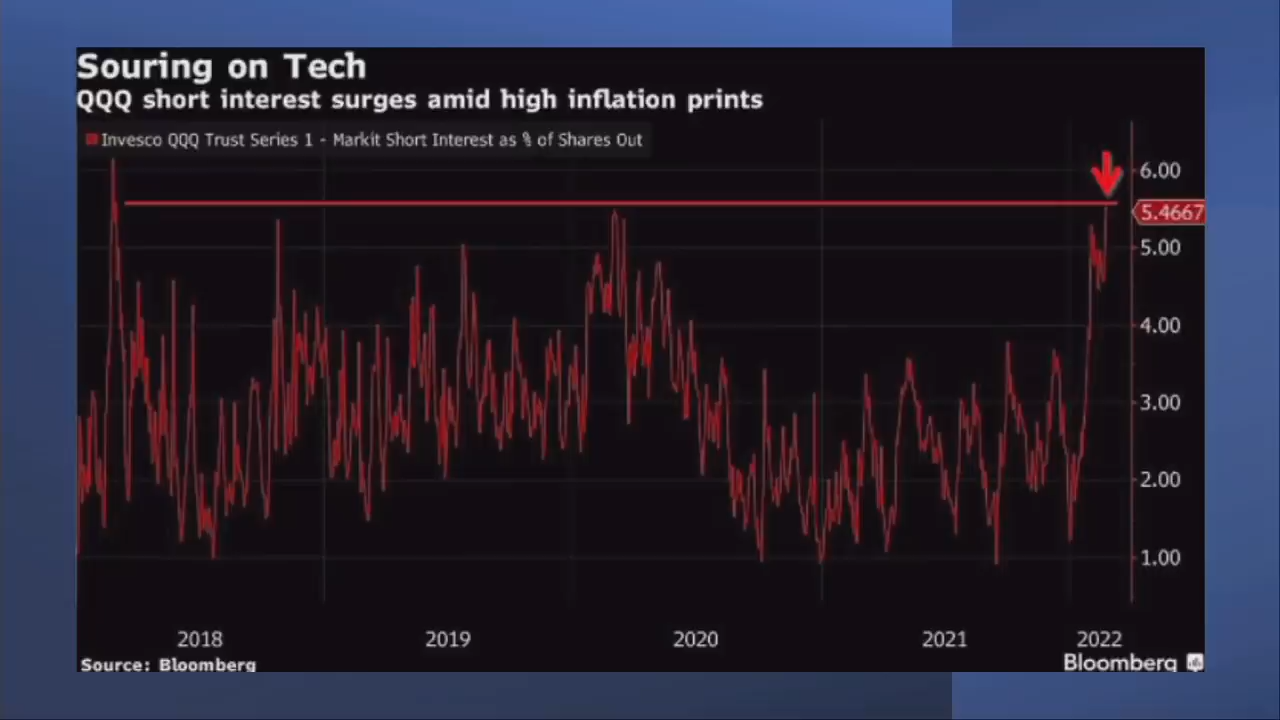 Souring on Tech
QQQ short interest surges amid high inflation prints
Invesco QQQ Trust Series 1 - Markit Short Interest as % of Shares Out
6.00
5.4667
5.00
4.00
3.00
2.00
1.00
2018 2019 2020 2021 2022
Source: Bloomberg
Bloomberg